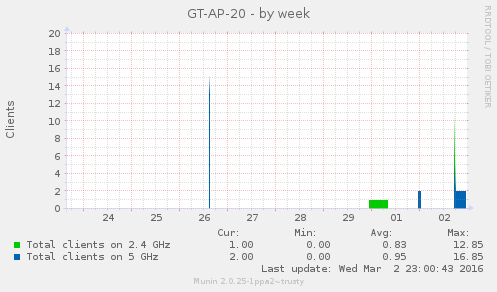 GT-AP-20 - by week
RRDTOOL / TOBI OETIKER
Clients
20
18
16
14
12
10
8
6
4
2
0
24 25 26 27 28 29 01 02
Cur: Min: Avg: Max:
Total clients on 2.4 GHz 1.00 0.00 0.83 12.85
Total clients on 5 GHz 2.00 0.00 0.95 16.85
Last update: Wed Mar 2 23:00:43 2016
Munin 2.0.25-1ppa2~trusty